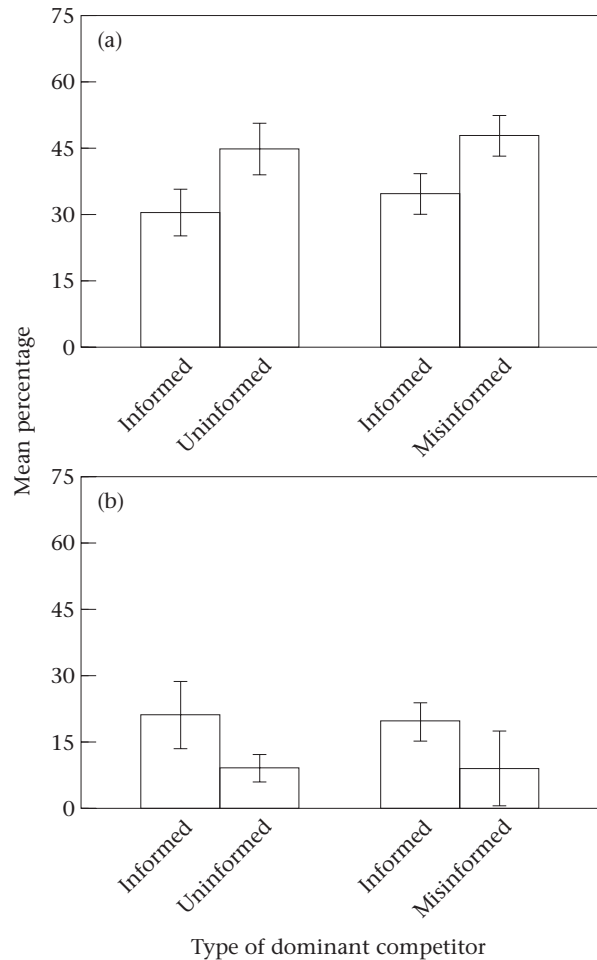 75
(a)
60
45
30
15
0
Informed
Uninformed
Informed
Misinformed
Mean percentage
75
(b)
60
45
30
15
0
Informed
Uninformed
Informed
Misinformed
Type of dominant competitor